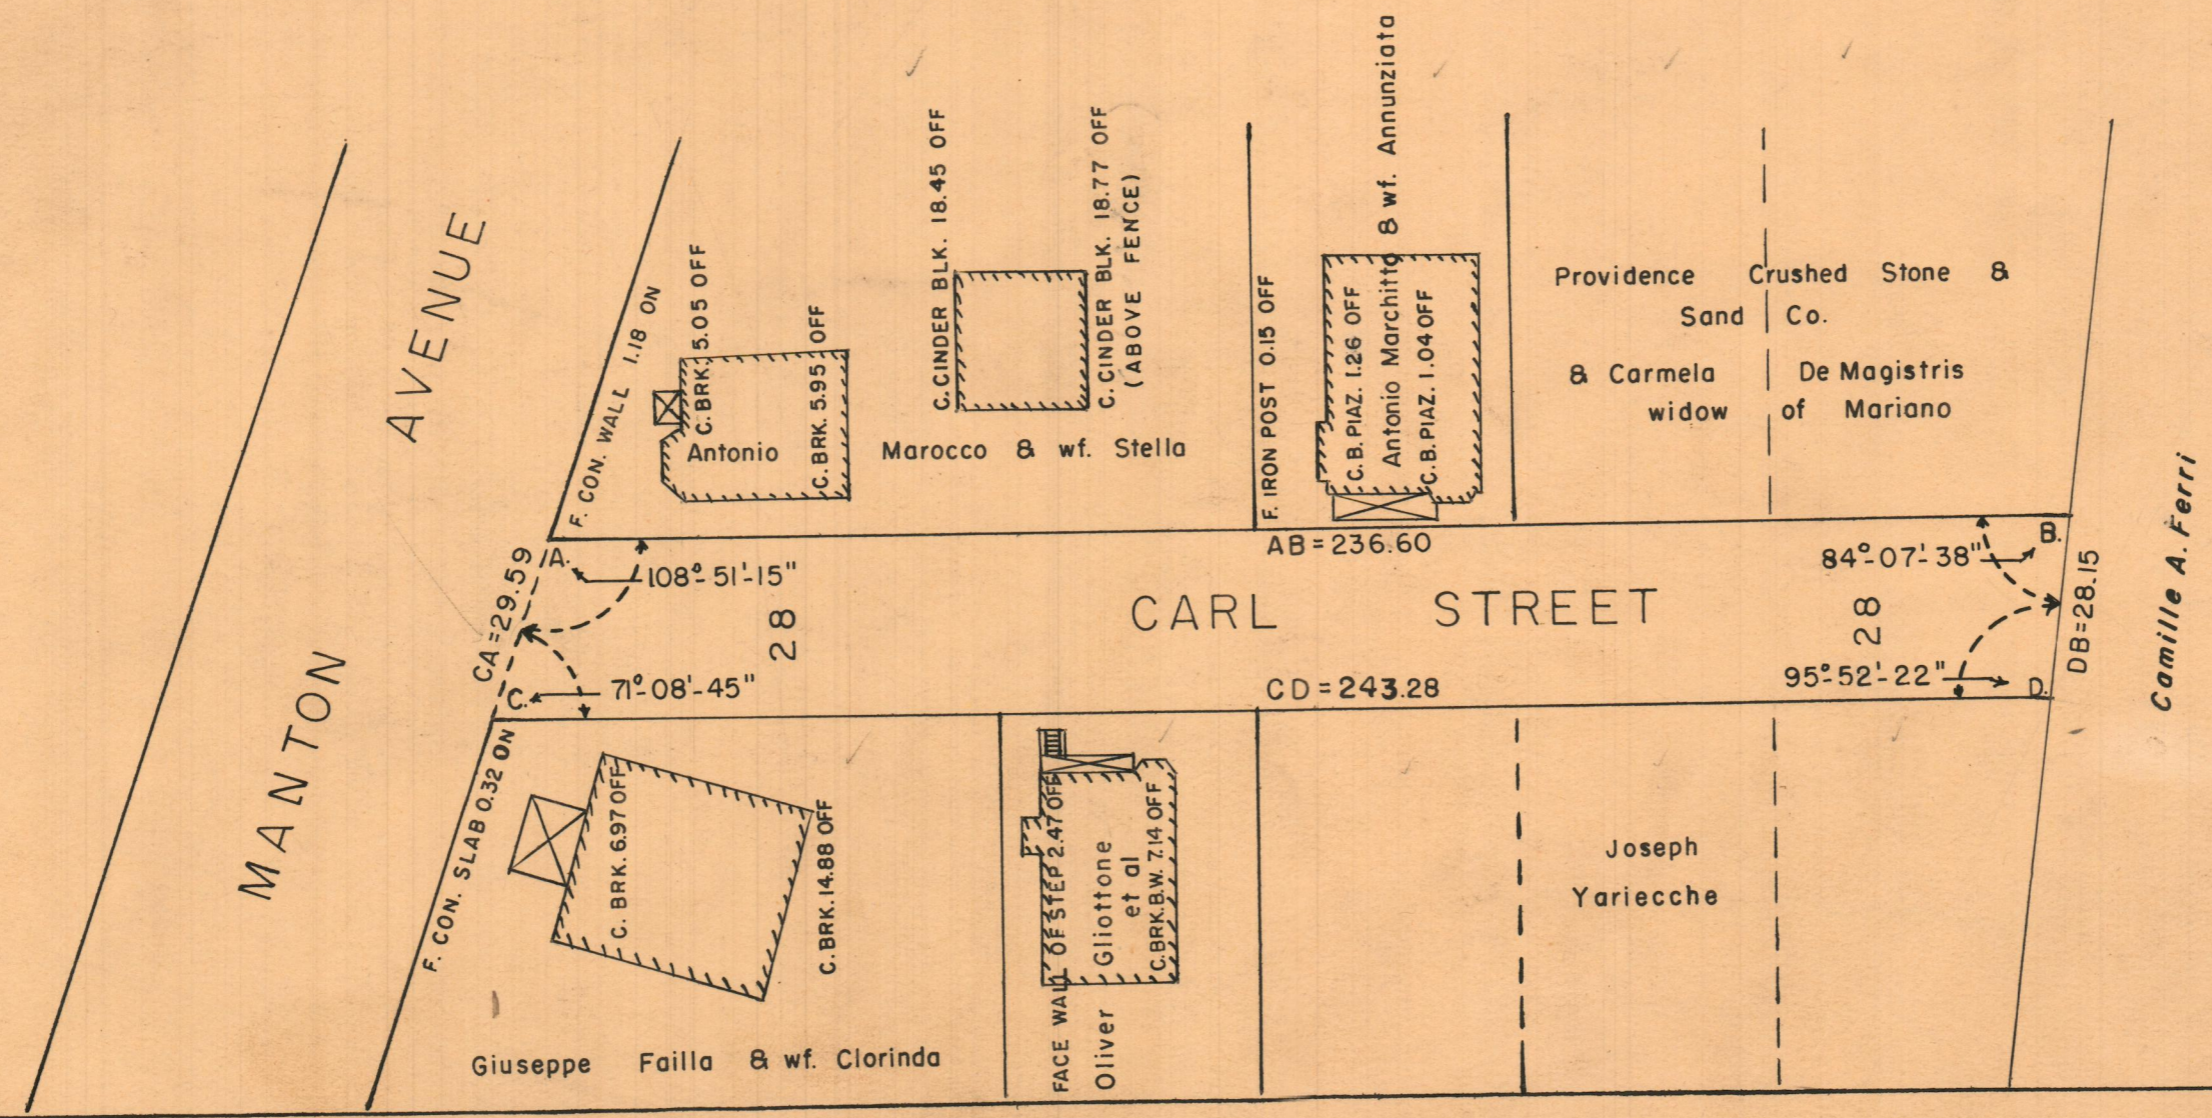 MANTON AVENUE
F. CON. WALL 1.18 ON
C. BRK. 5.05 OFF
C. BRK. 5.95 OFF
C. CINDER BLK. 18.45 OFF
C. CINDER BLK. 18.77 OFF
(ABOVE FENCE)
Antonio Marocco & wf. Stella
F. IRON POST 0.15 OFF
C. B. PIAZ. 1.26 OFF
Antonio Marchitto & wf. Annunziata
C. B. PIAZ. 1.04 OFF
Providence Crushed Stone &
Sand Co.
& Carmela De Magistris
widow of Mariano
Camille A. Ferri
CA=29.59
A.
108°-51'-15"
28
AB=236.60
CARL STREET
84°-07'-38"
B.
28
DB=28.15
C.
71°-08'-45"
CD=243.28
95°-52'-22"
D.
F. CON. SLAB 0.32 ON
C. BRK. 6.97 OFF
C. BRK. 14.88 OFF
Giuseppe Failla & wf. Clorinda
FACE WALL OF STEP 2.47 OFF
Oliver Gliottone
et al
C. BRK. B.W. 7.14 OFF
Joseph
Yariecche